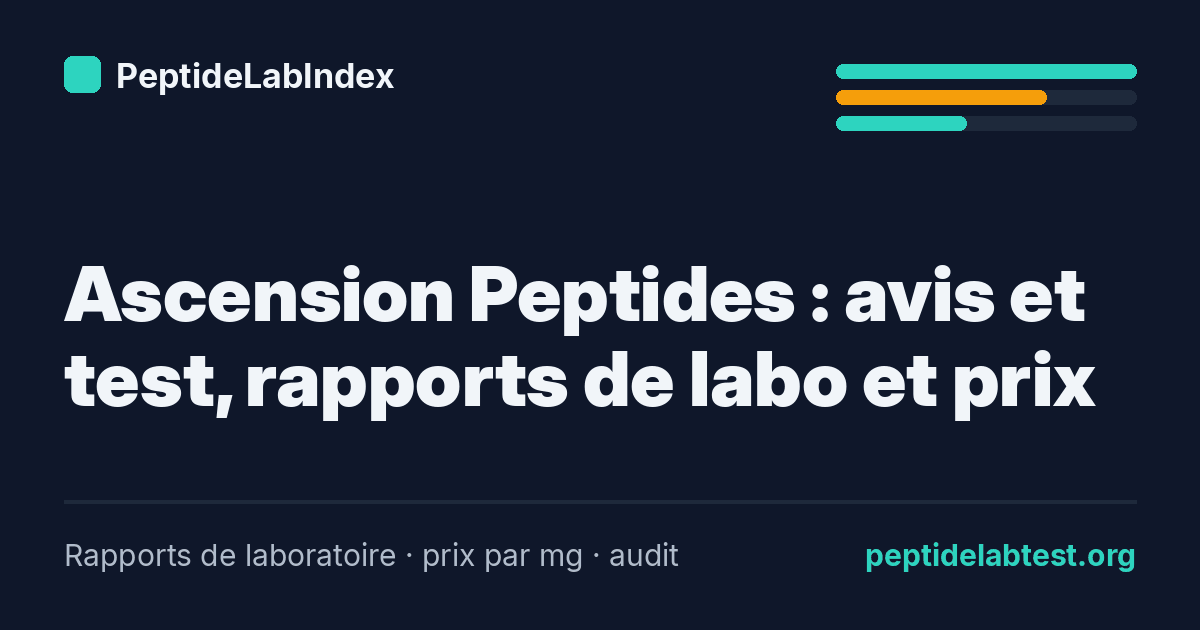 PeptideLabIndex
Ascension Peptides : avis et
test, rapports de labo et prix
Rapports de laboratoire · prix par mg · audit
peptidelabtest.org